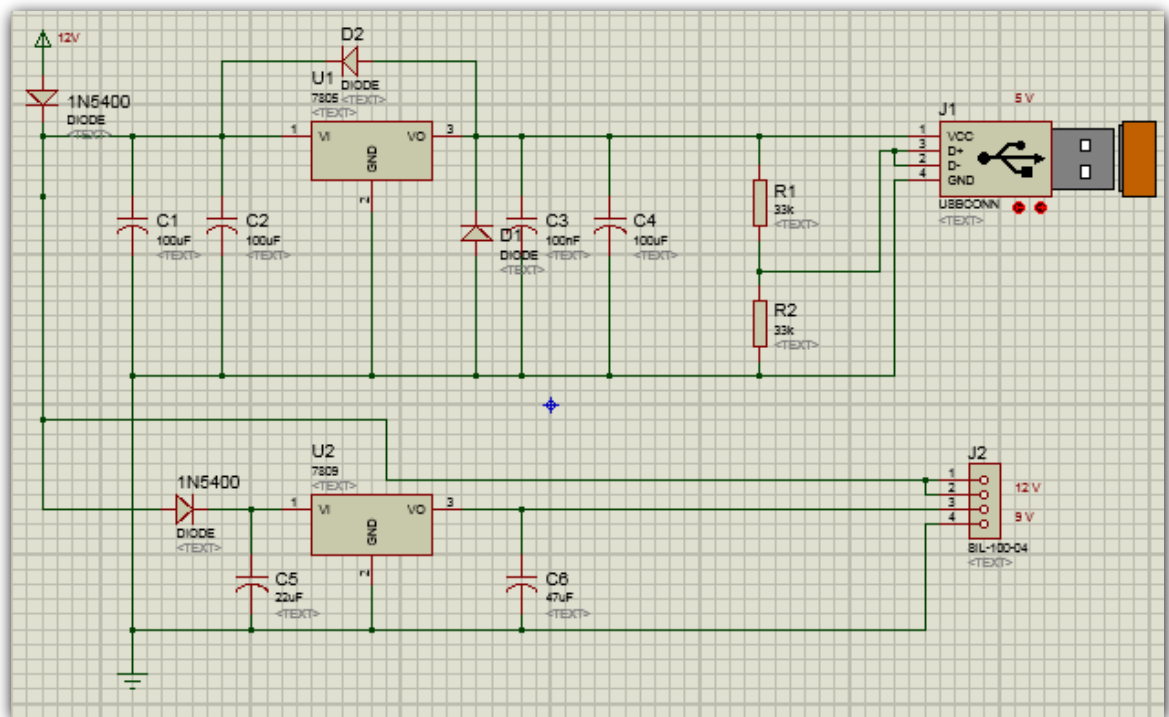 12V
1N5400
DIODE
<TEXT>
D2
DIODE
<TEXT>
U1
7805
<TEXT>
1
VI
VO
3
GND
2
C1
100uF
<TEXT>
C2
100uF
<TEXT>
D1
DIODE
<TEXT>
C3
100nF
<TEXT>
C4
100uF
<TEXT>
R1
33k
<TEXT>
R2
33k
<TEXT>
5 V
J1
1 VCC
3 D+
2 D-
4 GND
USBCONN
<TEXT>
1N5400
DIODE
<TEXT>
U2
7809
<TEXT>
1
VI
VO
3
GND
2
C5
22uF
<TEXT>
C6
47uF
<TEXT>
J2
1
2
3
4
12 V
9 V
SIL-100-04
<TEXT>